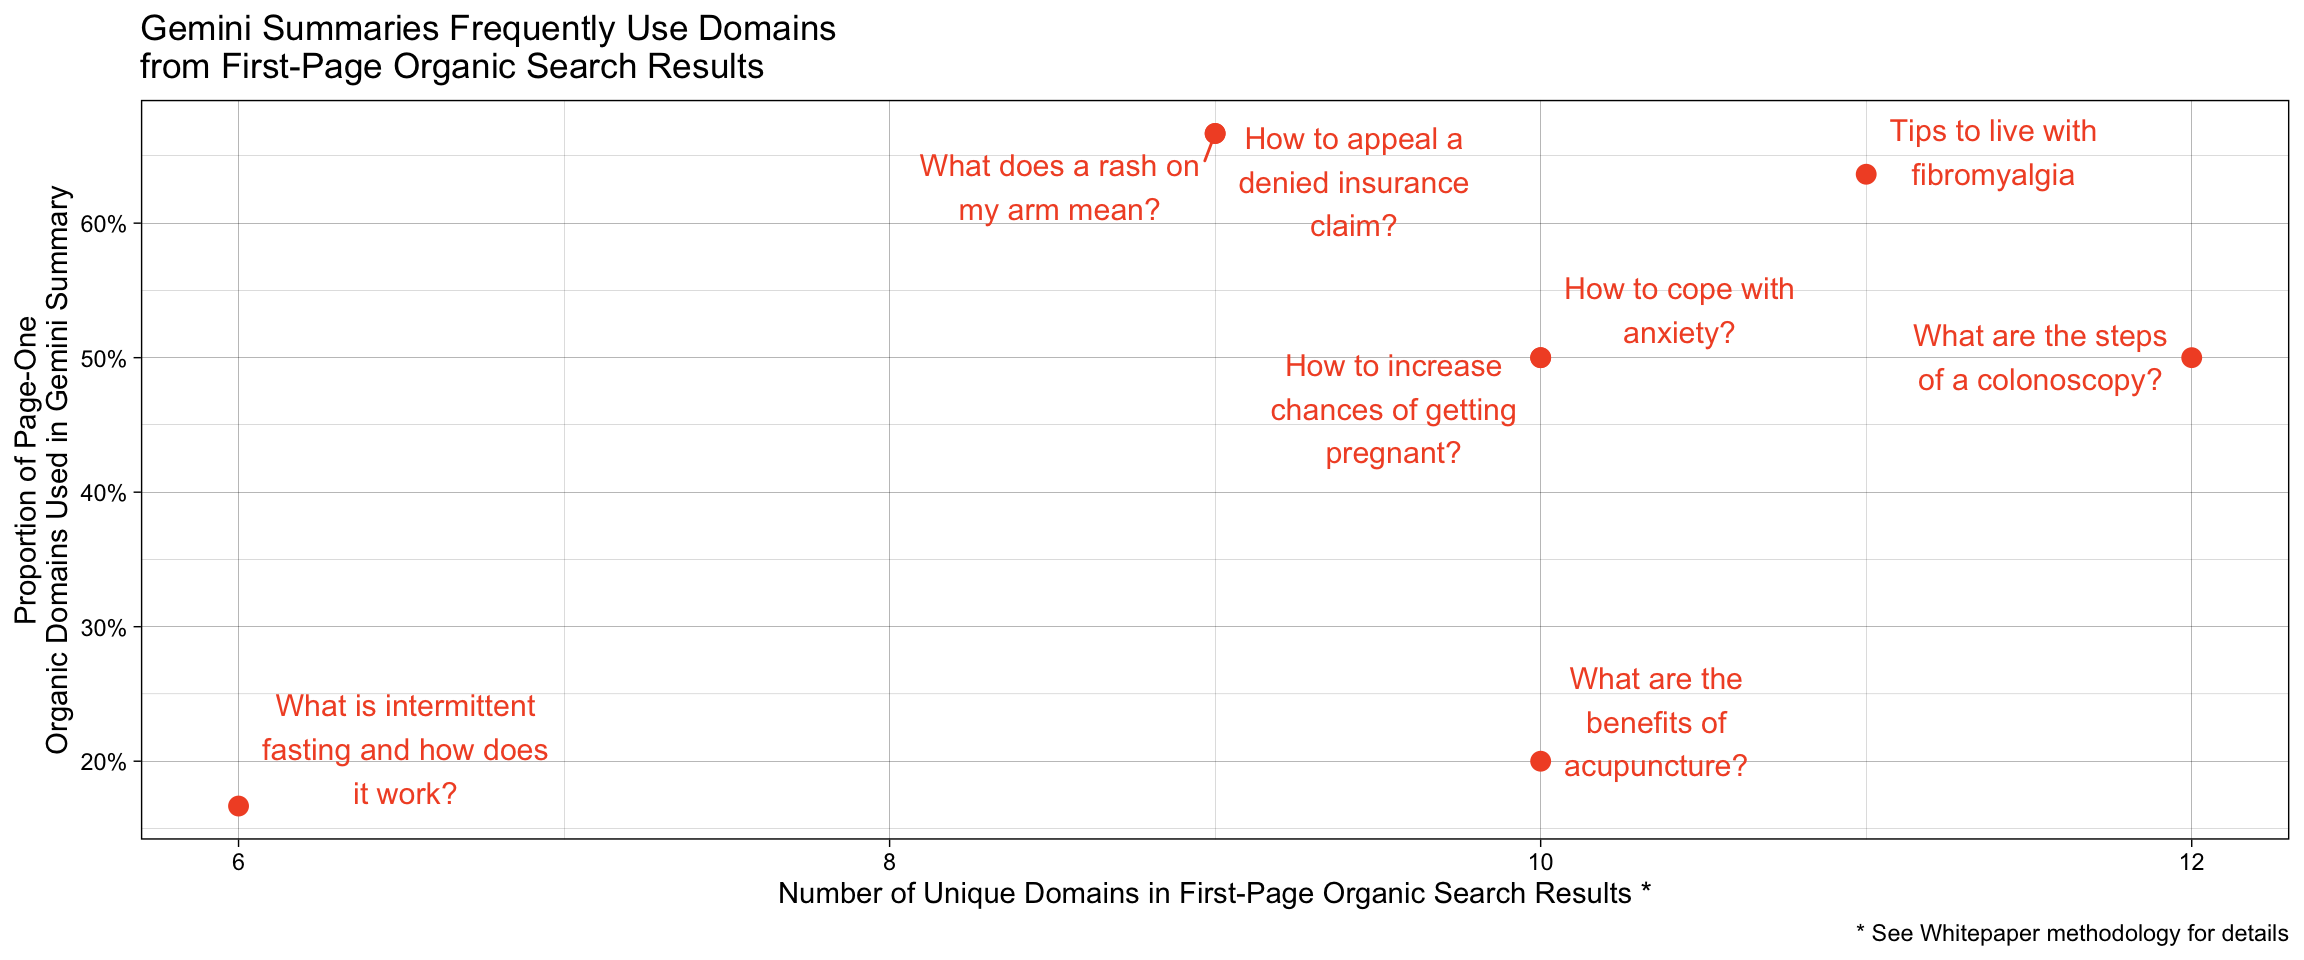 Gemini Summaries Frequently Use Domains
from First-Page Organic Search Results
Proportion of Page-One
Organic Domains Used in Gemini Summary
60%
50%
40%
30%
20%
What does a rash on
my arm mean?
How to appeal a
denied insurance
claim?
Tips to live with
fibromyalgia
How to cope with
anxiety?
How to increase
chances of getting
pregnant?
What are the steps
of a colonoscopy?
What is intermittent
fasting and how does
it work?
What are the
benefits of
acupuncture?
6
8
10
12
Number of Unique Domains in First-Page Organic Search Results *
* See Whitepaper methodology for details